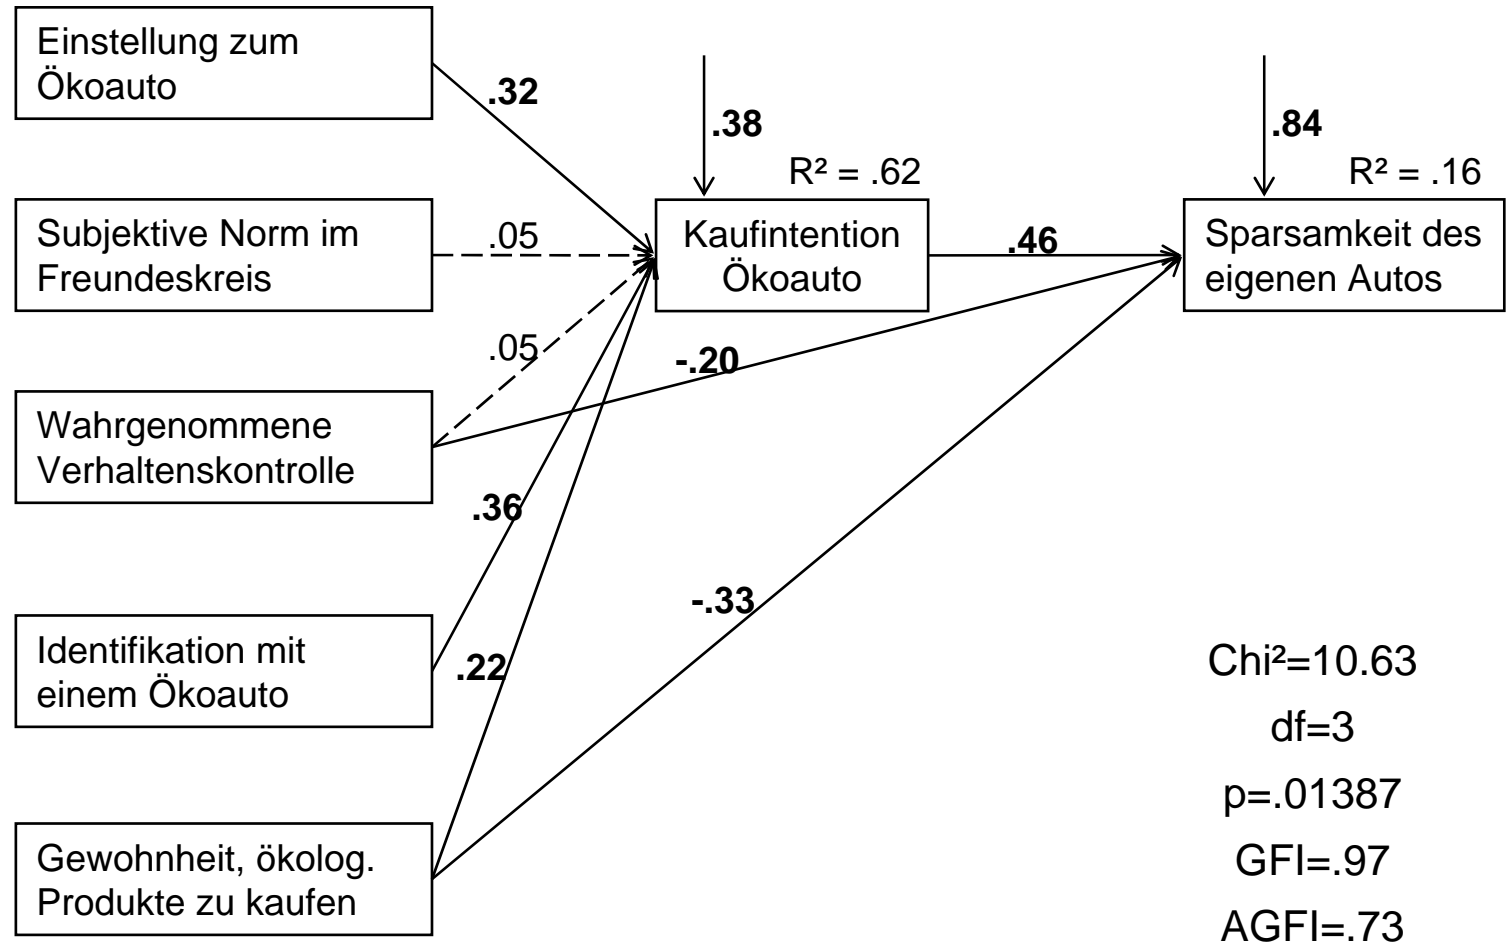 Einstellung zum
Ökoauto
.32
.38
R² = .62
.84
R² = .16
Subjektive Norm im
Freundeskreis
.05
Kaufintention
Ökoauto
.46
Sparsamkeit des
eigenen Autos
.05
-.20
Wahrgenommene
Verhaltenskontrolle
.36
-.33
Identifikation mit
einem Ökoauto
.22
Gewohnheit, ökolog.
Produkte zu kaufen
Chi²=10.63
df=3
p=.01387
GFI=.97
AGFI=.73